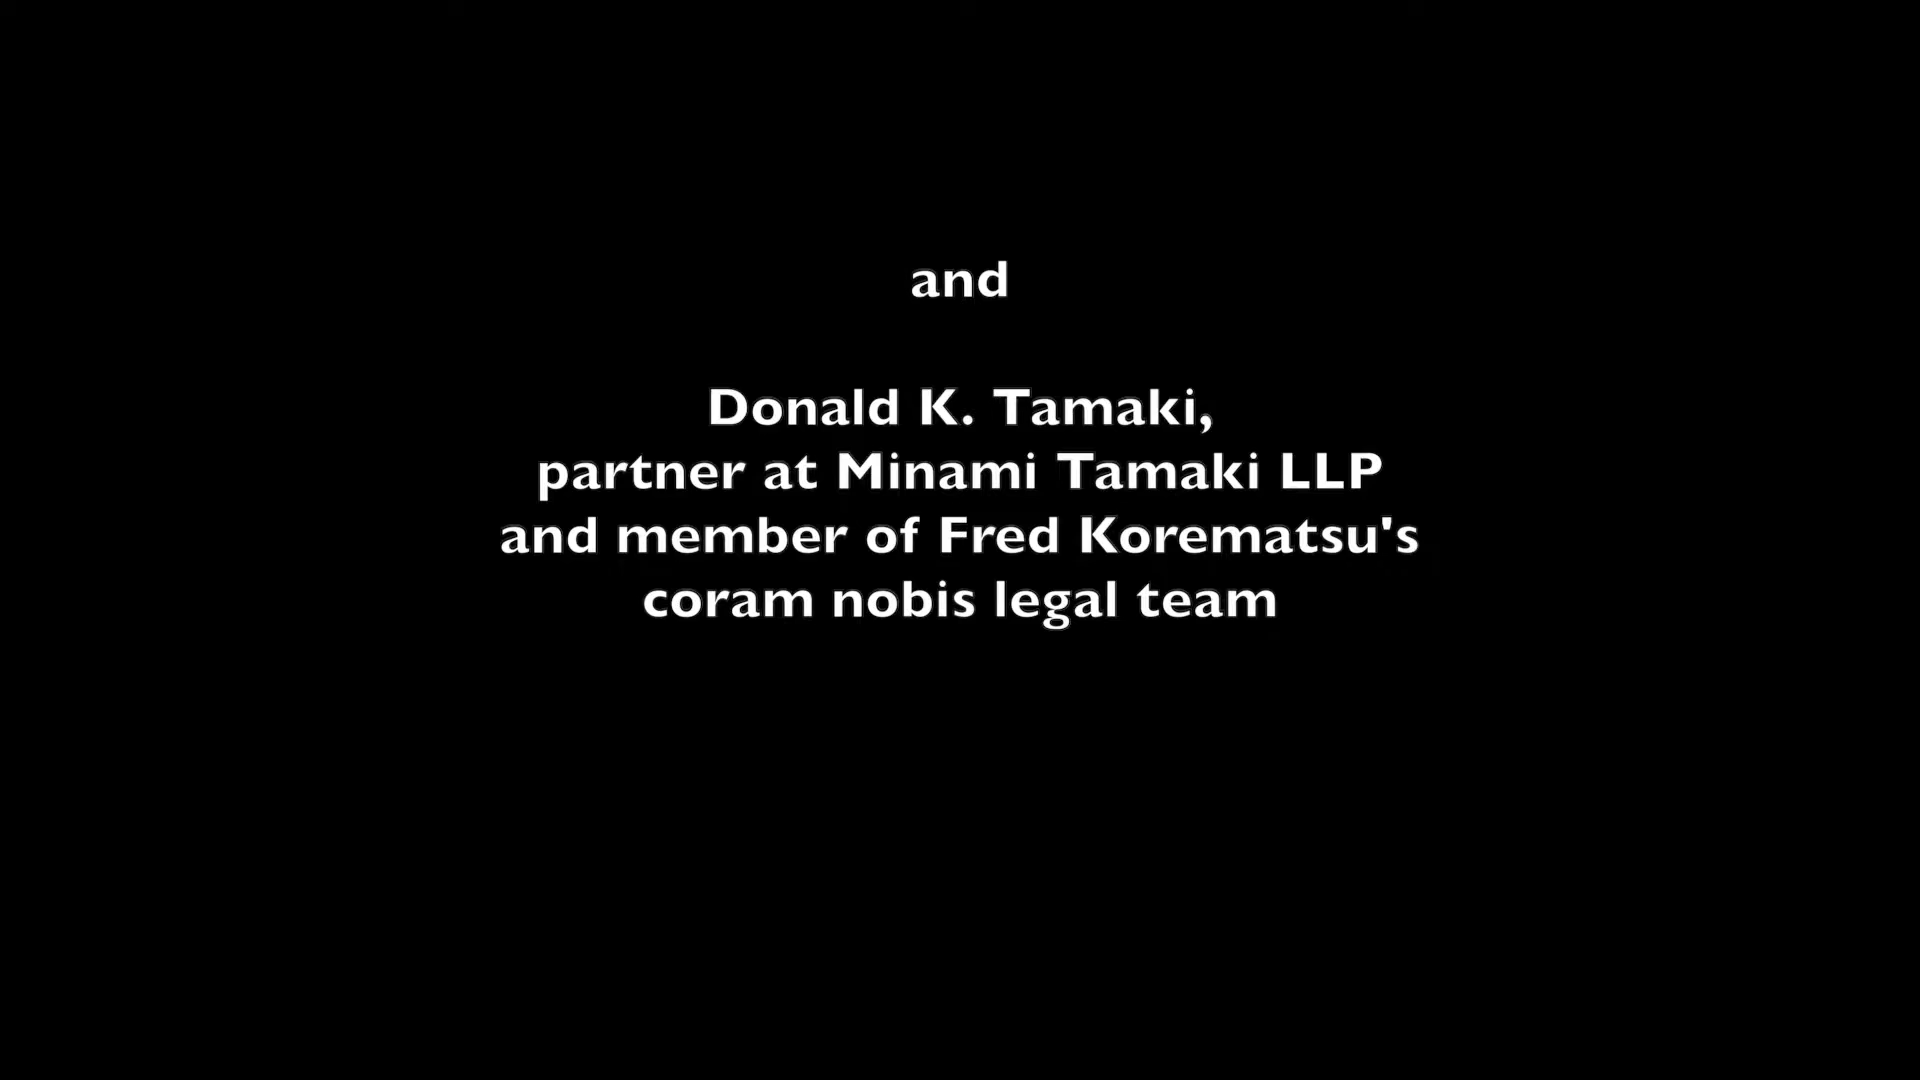 and
Donald K. Tamaki,
partner at Minami Tamaki LLP
and member of Fred Korematsu's
coram nobis legal team